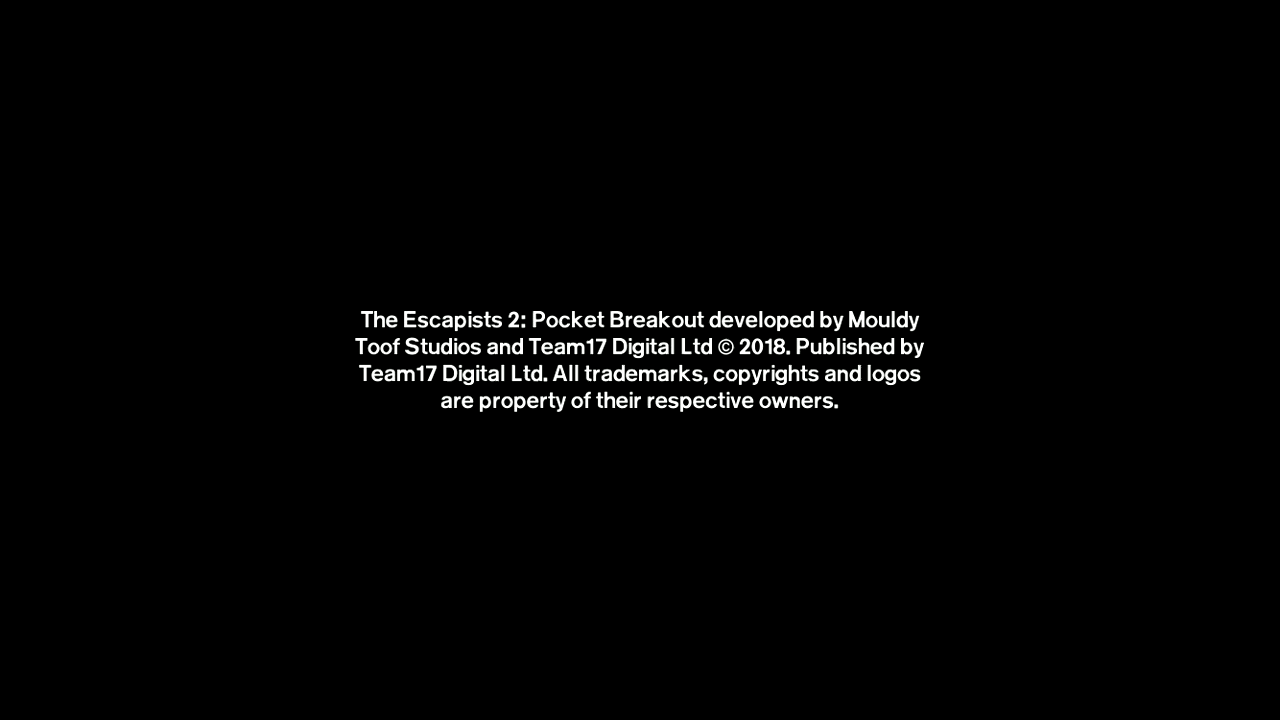 The Escapists 2: Pocket Breakout developed by Mouldy
Toof Studios and Team17 Digital Ltd © 2018. Published by
Team17 Digital Ltd. All trademarks, copyrights and logos
are property of their respective owners.